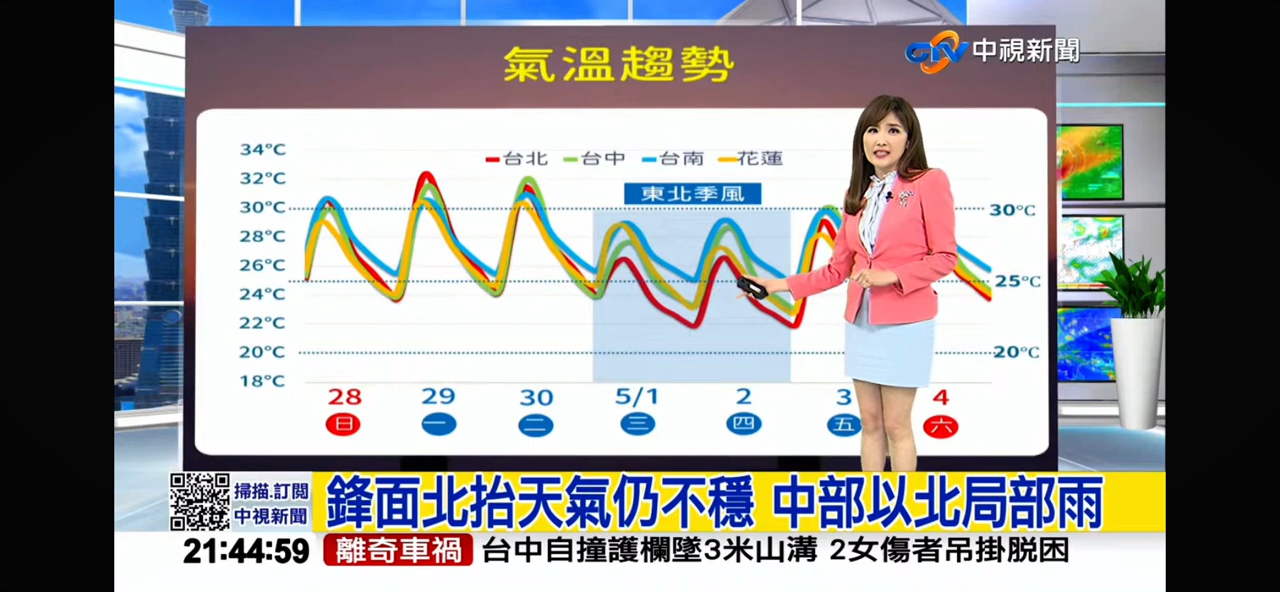 氣溫趨勢
CTV 中視新聞
34°C
台北 台中 台南 花蓮
32°C
東北季風
30°C
30°C
28°C
26°C
25°C
24°C
22°C
20°C
20°C
18°C
28 29 30 5/1 2 3 4
日 一 二 三 四 五 六
掃描.訂閱
中視新聞
鋒面北抬天氣仍不穩 中部以北局部雨
21:44:59 離奇車禍 台中自撞護欄墜3米山溝 2女傷者吊掛脫困